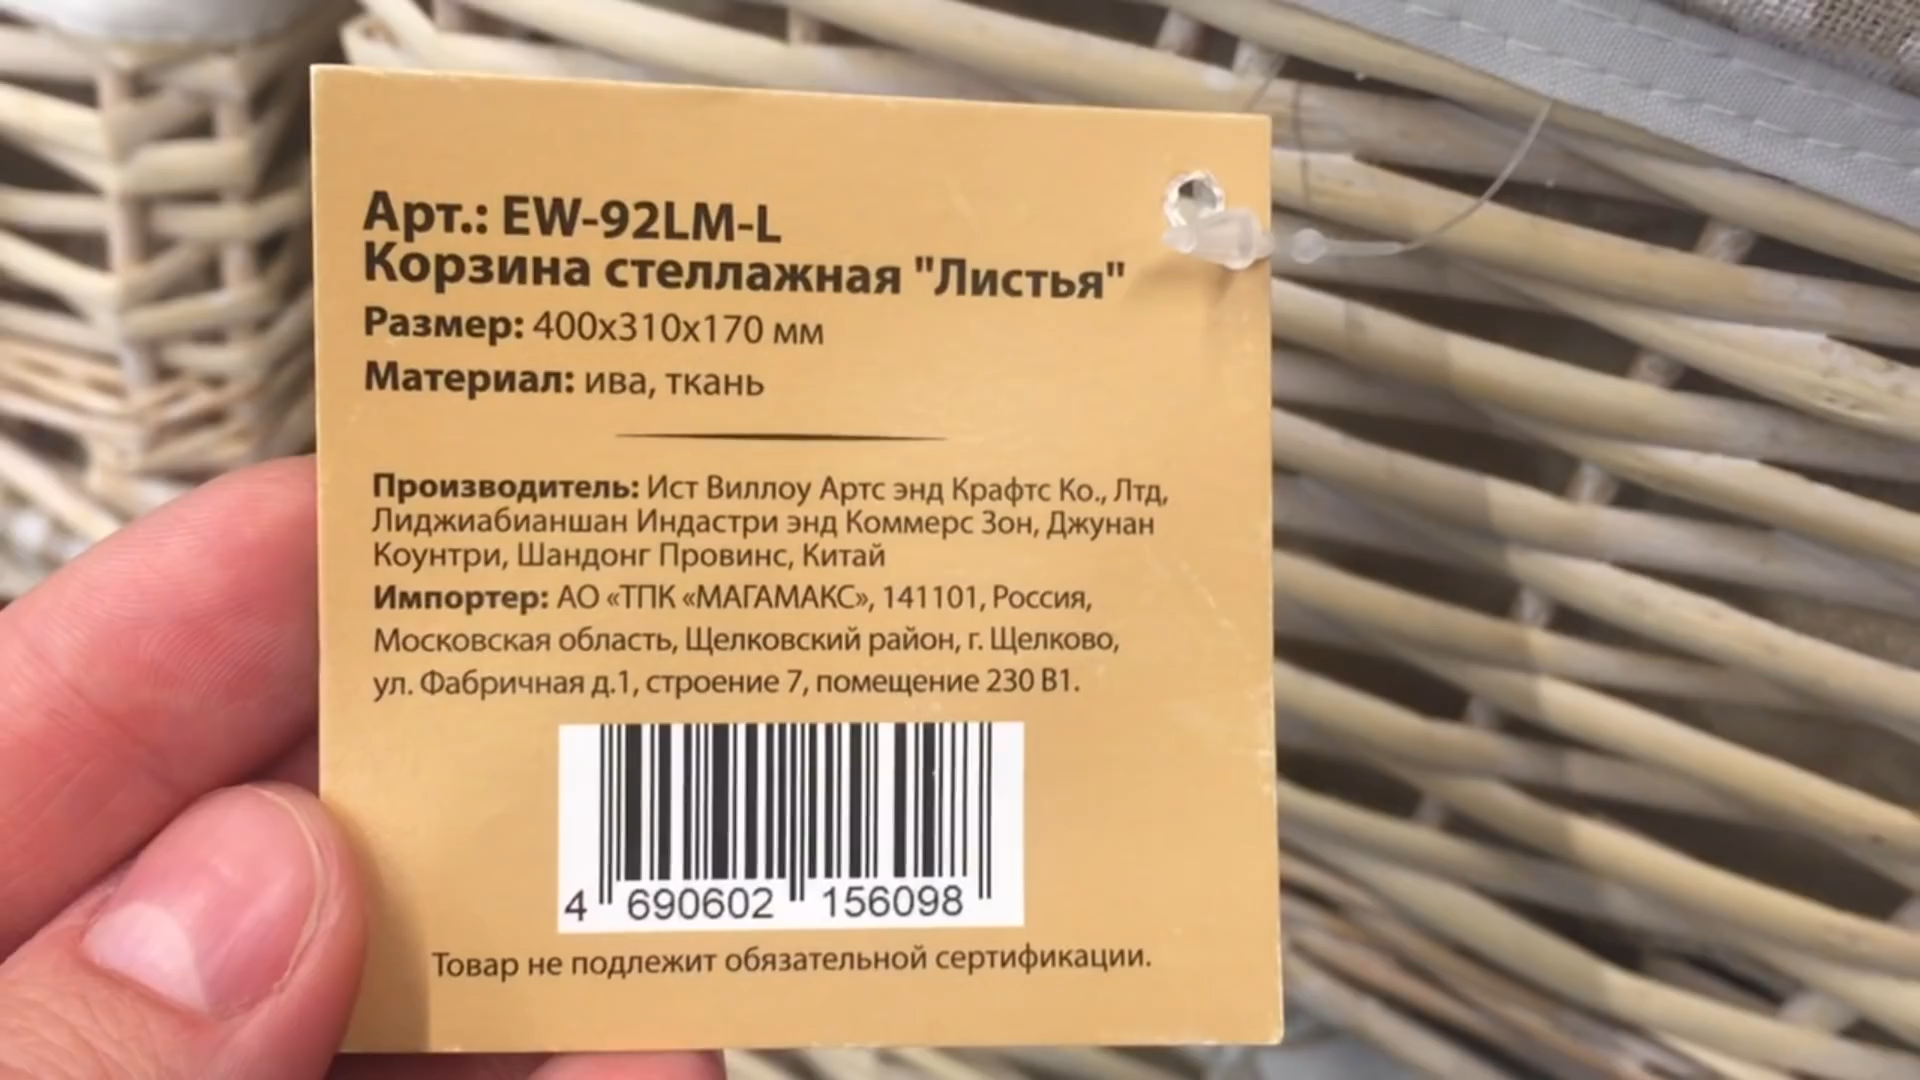 Арт.: EW-92LM-L
Корзина стеллажная "Листья"
Размер: 400х310х170 мм
Материал: ива, ткань
Производитель: Ист Виллоу Артс энд Крафтс Ко., Лтд,
Лиджиабианшан Индастри энд Коммерс Зон, Джунан
Коунтри, Шандонг Провинс, Китай
Импортер: АО «ТПК «МАГАМАКС», 141101, Россия,
Московская область, Щелковский район, г. Щелково,
ул. Фабричная д.1, строение 7, помещение 230 В1.
4 690602 156098
Товар не подлежит обязательной сертификации.